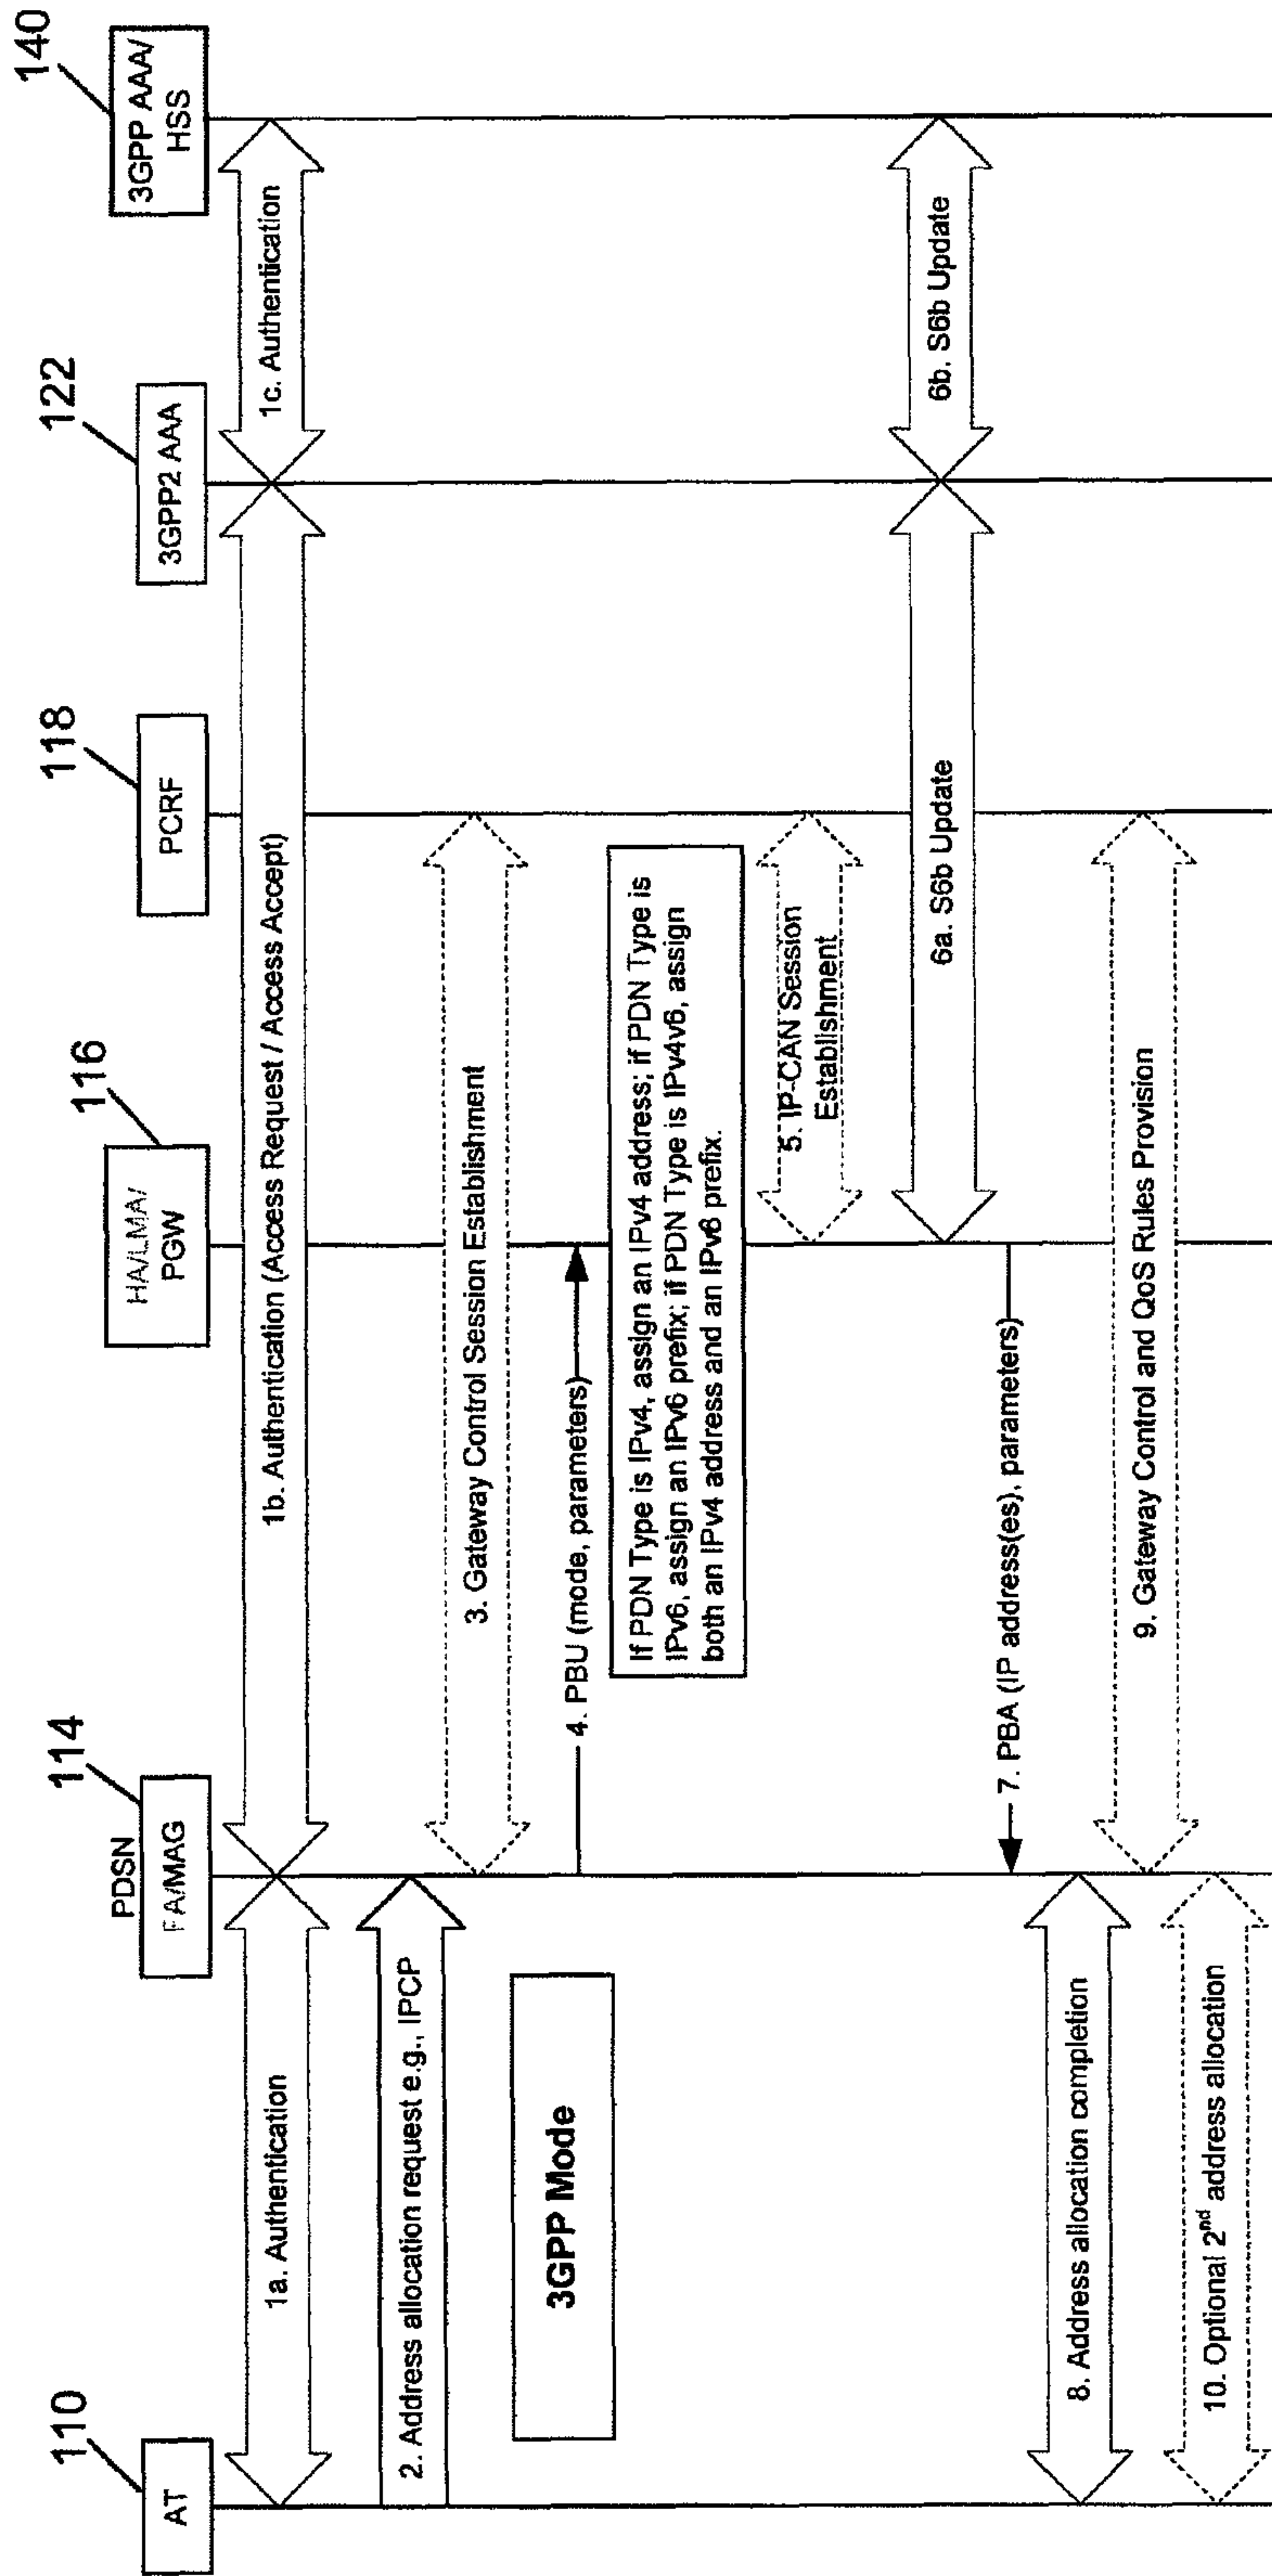 110
AT
114
PDSN
FA/MAG
116
HA/LMA/
PGW
118
PCRF
122
3GPP2 AAA
140
3GPP AAA/
HSS
1a. Authentication
1b. Authentication (Access Request / Access Accept)
1c. Authentication
2. Address allocation request e.g., IPCP
3. Gateway Control Session Establishment
3GPP Mode
4. PBU (mode, parameters)
If PDN Type is IPv4, assign an IPv4 address; if PDN Type is
IPv6, assign an IPv6 prefix; if PDN Type is IPv4v6, assign
both an IPv4 address and an IPv6 prefix.
5. IP-CAN Session
Establishment
6a. S6b Update
6b. S6b Update
7. PBA (IP address(es), parameters)
8. Address allocation completion
9. Gateway Control and QoS Rules Provision
10. Optional 2nd address allocation